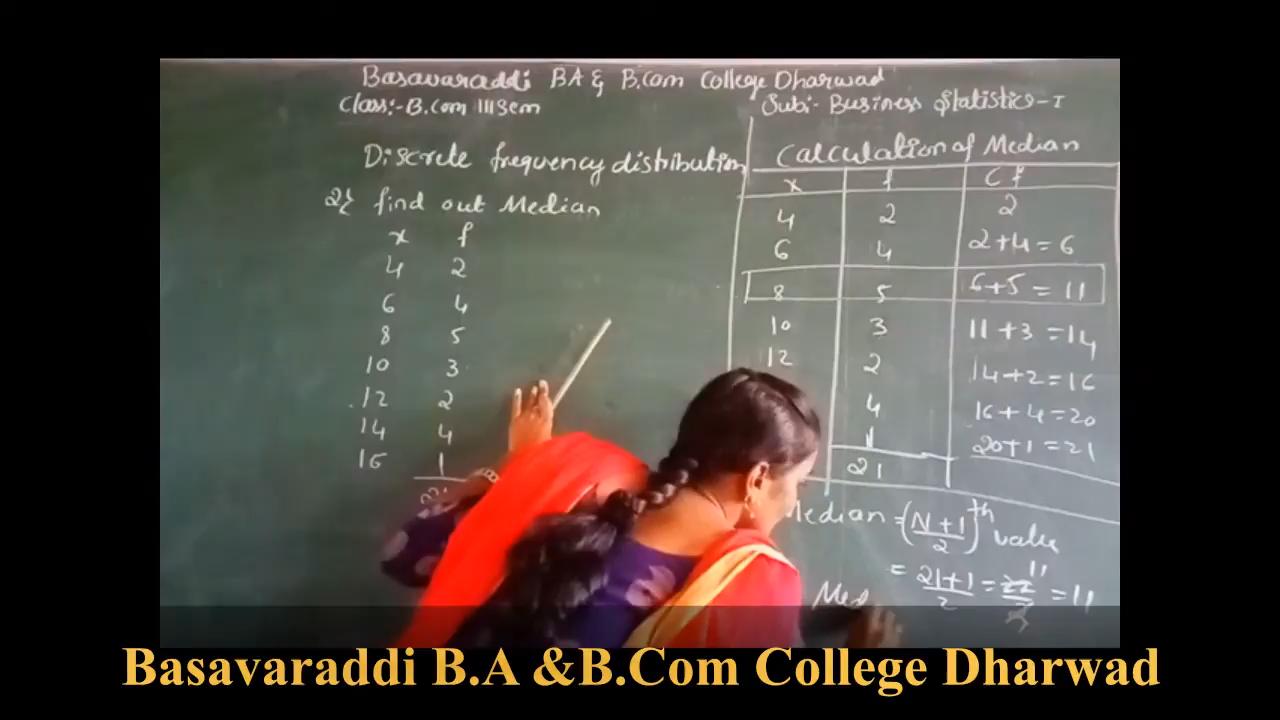 Basavaraddi BA & B.Com College Dharwad
Class:- B.Com III Sem
Sub:- Business Statistics-I
Discrete frequency distribution
2} find out Median
x f
4 2
6 4
8 5
10 3
12 2
14 4
16 1
Calculation of Median
x f Cf
4 2 2
6 4 2+4=6
8 5 6+5=11
10 3 11+3=14
12 2 14+2=16
4 16+4=20
1 20+1=21
21
Median = (N+1/2)th value
= 21+1/2 = 22/2 11 = 11
Med
Basavaraddi B.A &B.Com College Dharwad